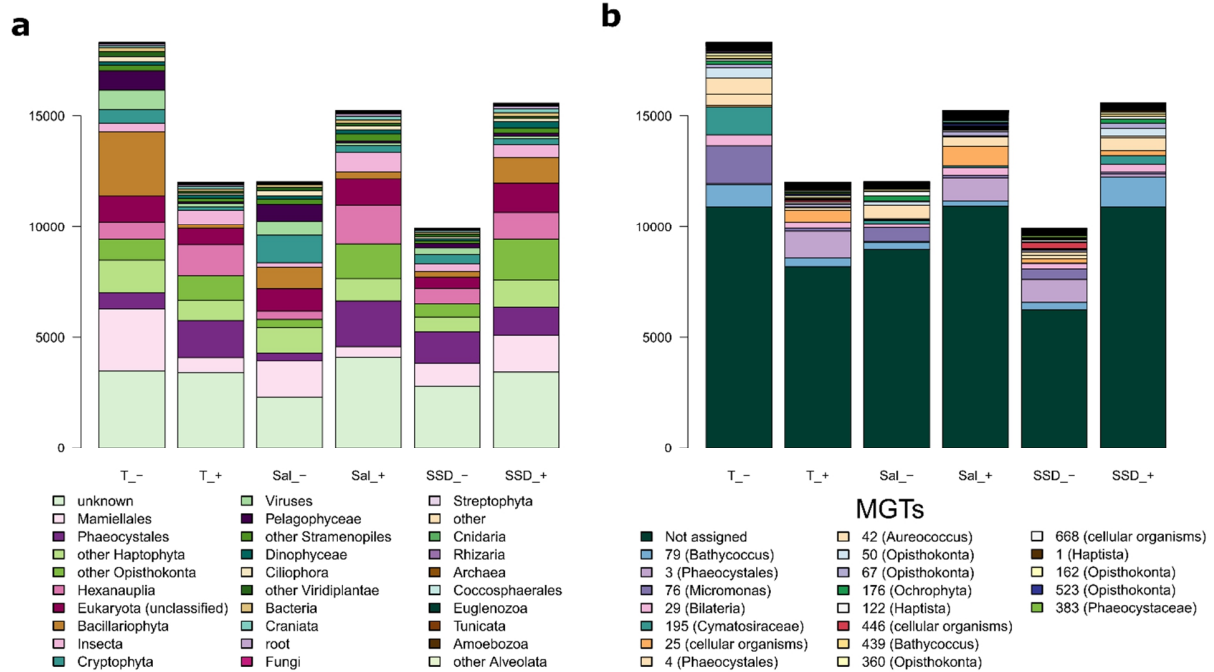 a
b
15000
10000
5000
0
T_−
T_+
Sal_−
Sal_+
SSD_−
SSD_+
15000
10000
5000
0
T_−
T_+
Sal_−
Sal_+
SSD_−
SSD_+
unknown
Mamiellales
Phaeocystales
other Haptophyta
other Opisthokonta
Hexanauplia
Eukaryota (unclassified)
Bacillariophyta
Insecta
Cryptophyta
Viruses
Pelagophyceae
other Stramenopiles
Dinophyceae
Ciliophora
other Viridiplantae
Bacteria
Craniata
root
Fungi
Streptophyta
other
Cnidaria
Rhizaria
Archaea
Coccosphaerales
Euglenozoa
Tunicata
Amoebozoa
other Alveolata
MGTs
Not assigned
79 (Bathycoccus)
3 (Phaeocystales)
76 (Micromonas)
29 (Bilateria)
195 (Cymatosiraceae)
25 (cellular organisms)
4 (Phaeocystales)
42 (Aureococcus)
50 (Opisthokonta)
67 (Opisthokonta)
176 (Ochrophyta)
122 (Haptista)
446 (cellular organisms)
439 (Bathycoccus)
360 (Opisthokonta)
668 (cellular organisms)
1 (Haptista)
162 (Opisthokonta)
523 (Opisthokonta)
383 (Phaeocystaceae)